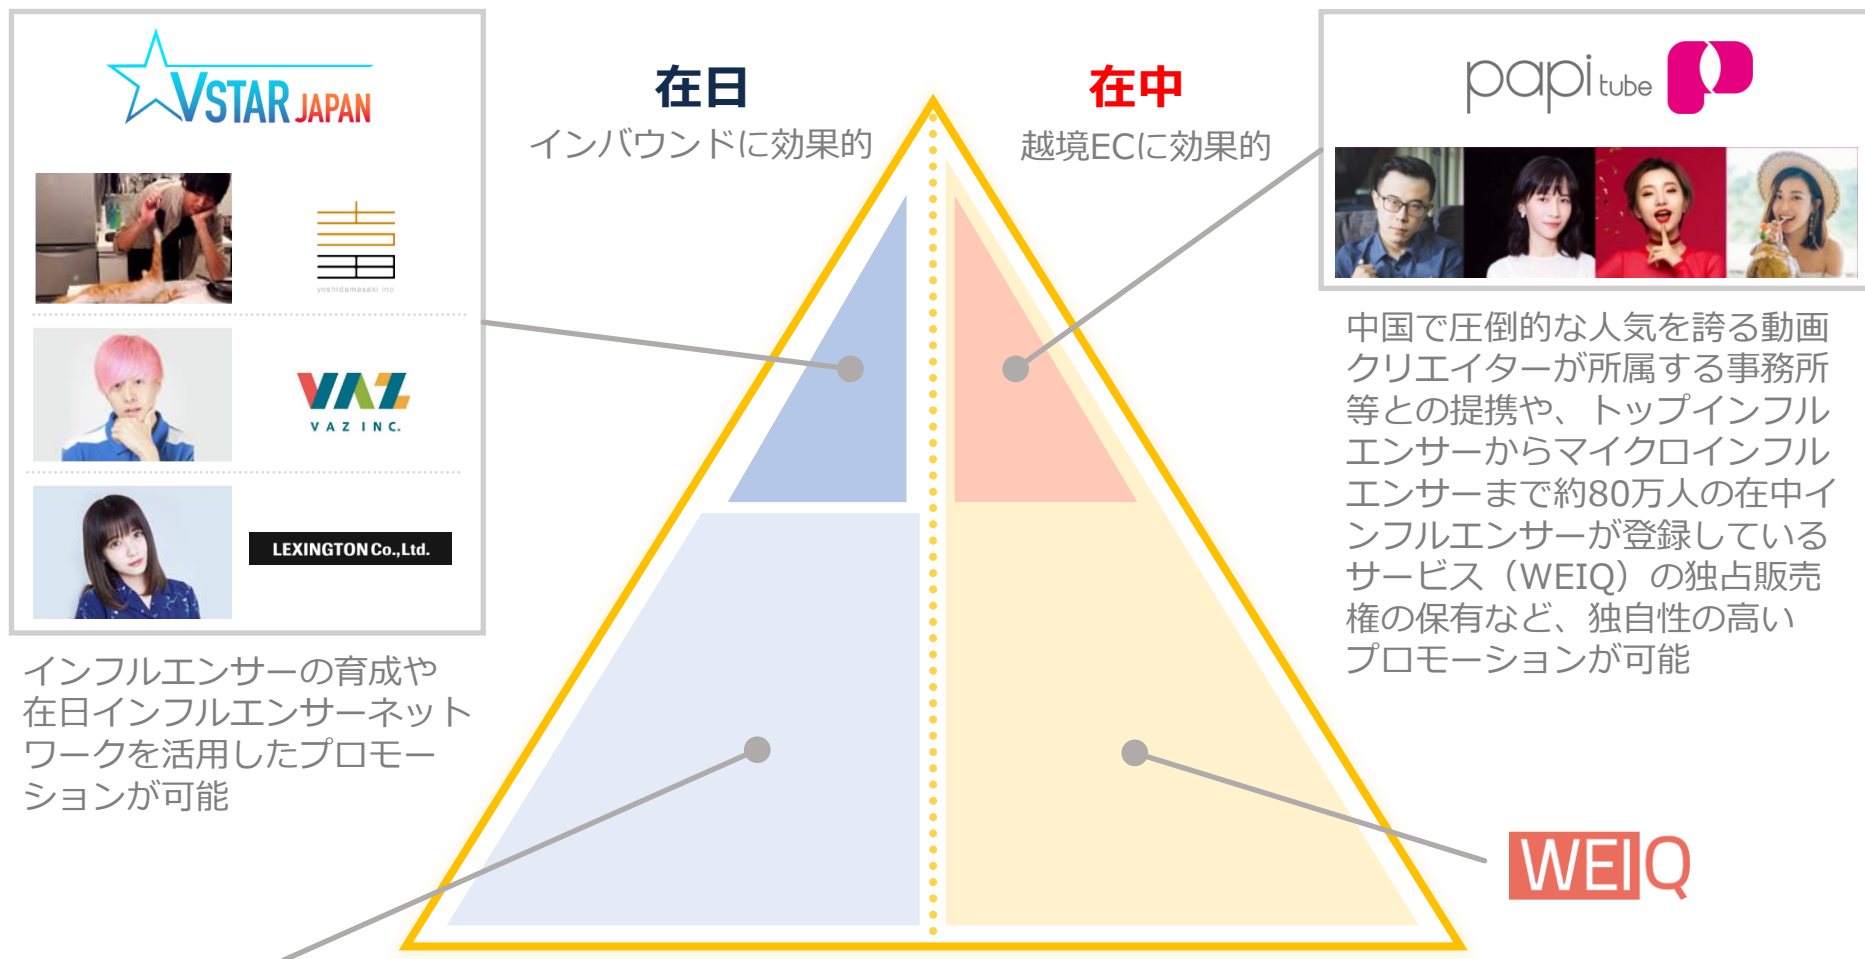 VSTAR JAPAN
yoshidamasaki inc.
VAZ
VAZ INC.
LEXINGTON Co.,Ltd.
インフルエンサーの育成や
在日インフルエンサーネット
ワークを活用したプロモー
ションが可能
在日
インバウンドに効果的
在中
越境ECに効果的
papi tube
中国で圧倒的な人気を誇る動画
クリエイターが所属する事務所
等との提携や、トップインフル
エンサーからマイクロインフル
エンサーまで約80万人の在中イ
ンフルエンサーが登録している
サービス（WEIQ）の独占販売
権の保有など、独自性の高い
プロモーションが可能
WEIQ